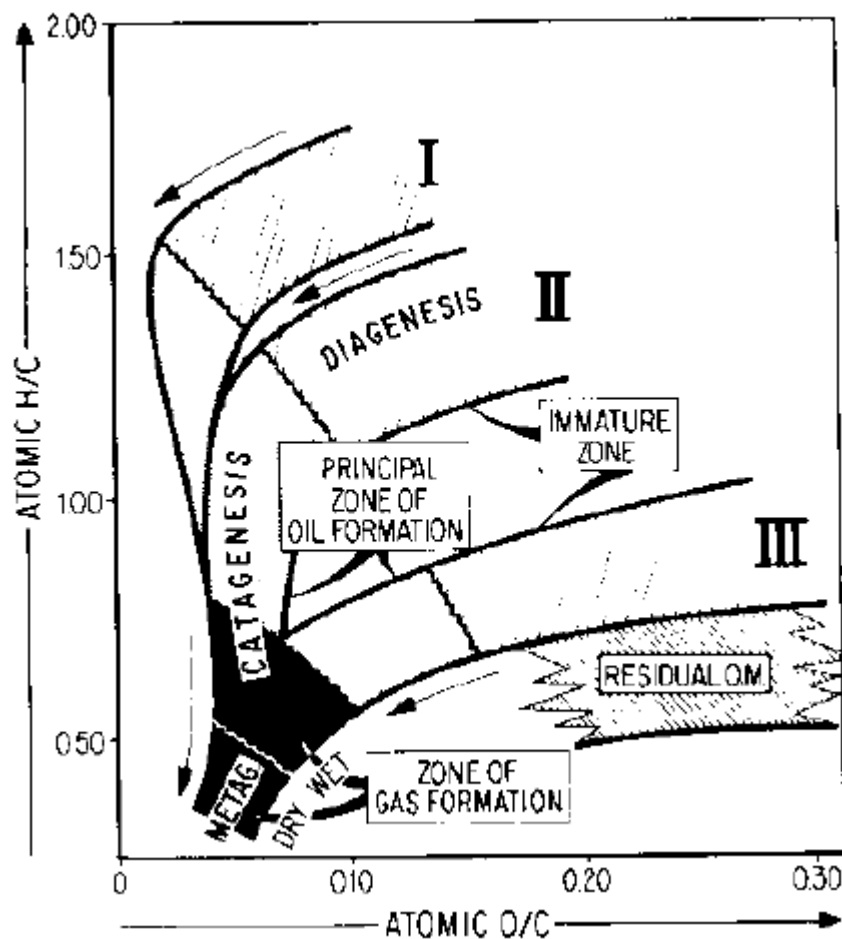 2.00
I
1.50
II
DIAGENESIS
IMMATURE
ZONE
PRINCIPAL
ZONE OF
OIL FORMATION
1.00
CATAGENESIS
III
RESIDUAL O.M.
0.50
METAG
DRY WET
ZONE OF
GAS FORMATION
0
0.10
0.20
0.30
ATOMIC H/C
ATOMIC O/C